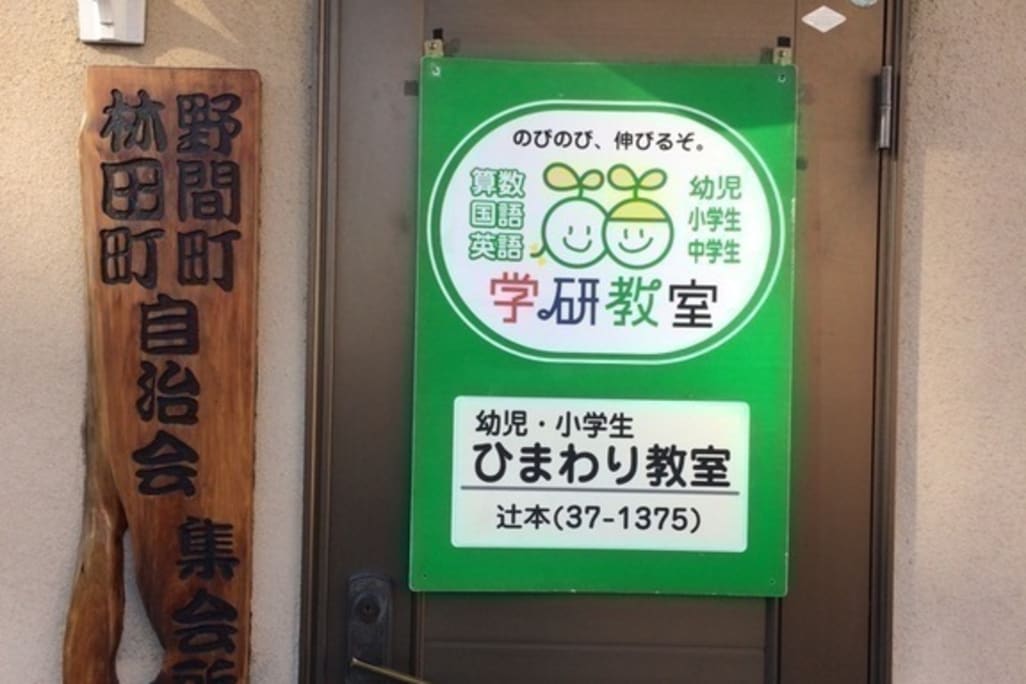 野間町
林田町
自治会
集会所
のびのび、伸びるぞ。
算数
国語
英語
幼児
小学生
中学生
学研教室
幼児・小学生
ひまわり教室
辻本(37-1375)